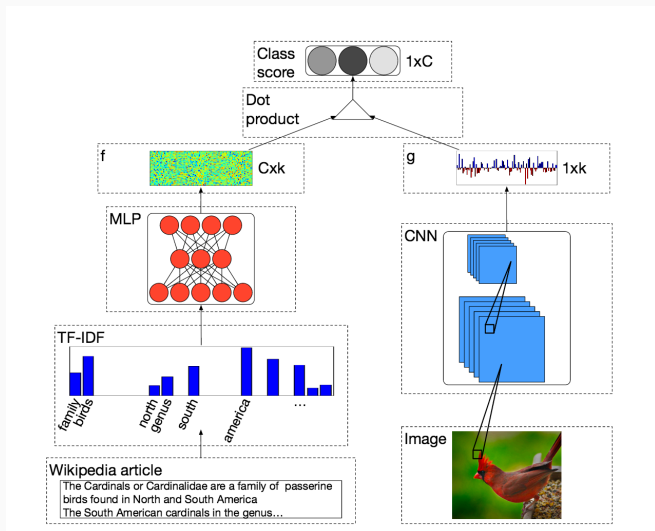 Class
score
1xC
Dot
product
f
Cxk
g
1xk
MLP
CNN
TF-IDF
family
birds
north
genus
south
america
...
Image
Wikipedia article
The Cardinals or Cardinalidae are a family of passerine
birds found in North and South America
The South American cardinals in the genus...